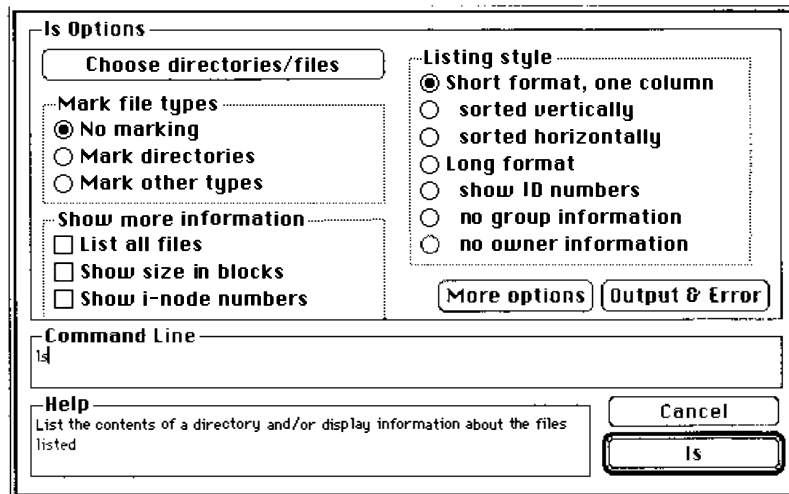 ls Options
Choose directories/files
Mark file types
No marking
Mark directories
Mark other types
Show more information
List all files
Show size in blocks
Show i-node numbers
Listing style
Short format, one column
sorted vertically
sorted horizontally
Long format
show ID numbers
no group information
no owner information
More options
Output & Error
Command Line
ls
Help
List the contents of a directory and/or display information about the files
listed
Cancel
ls